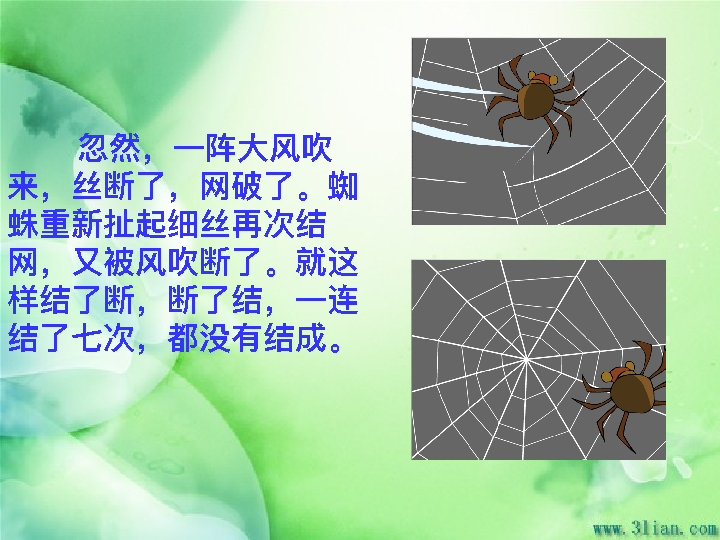 忽然，一阵大风吹
来，丝断了，网破了。蜘
蛛重新扯起细丝再次结
网，又被风吹断了。就这
样结了断，断了结，一连
结了七次，都没有结成。
www.3lian.com